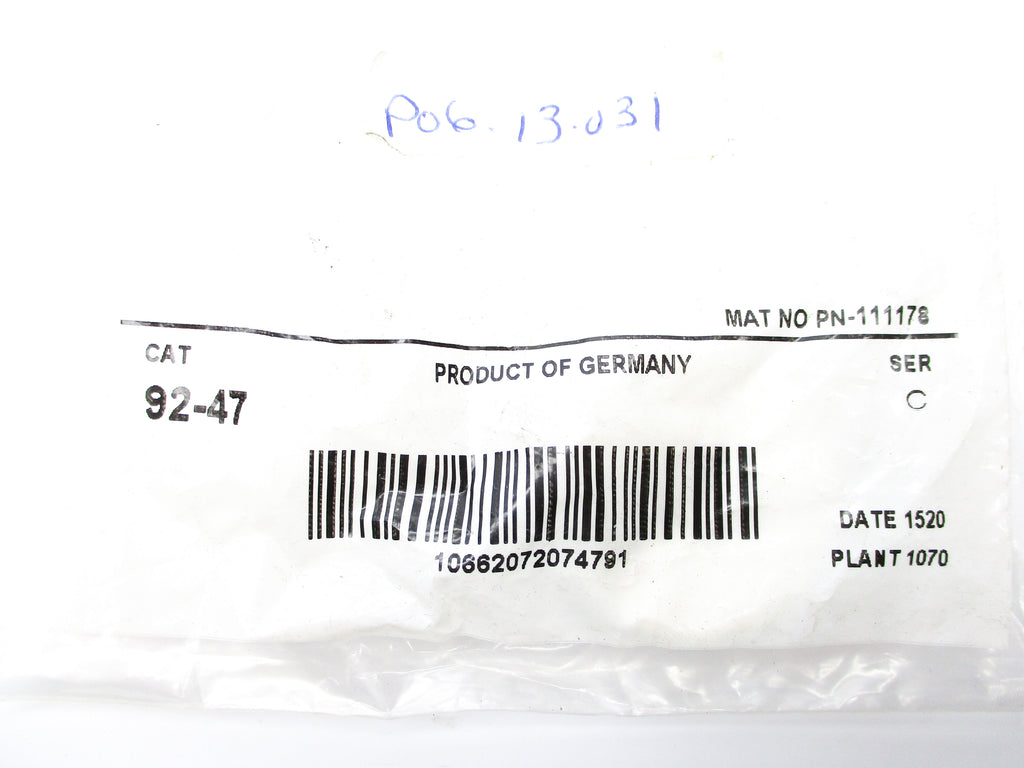 P06.13.031
MAT NO PN-111178
CAT
PRODUCT OF GERMANY
SER
92-47
C
10662072074791
DATE 1520
PLANT 1070